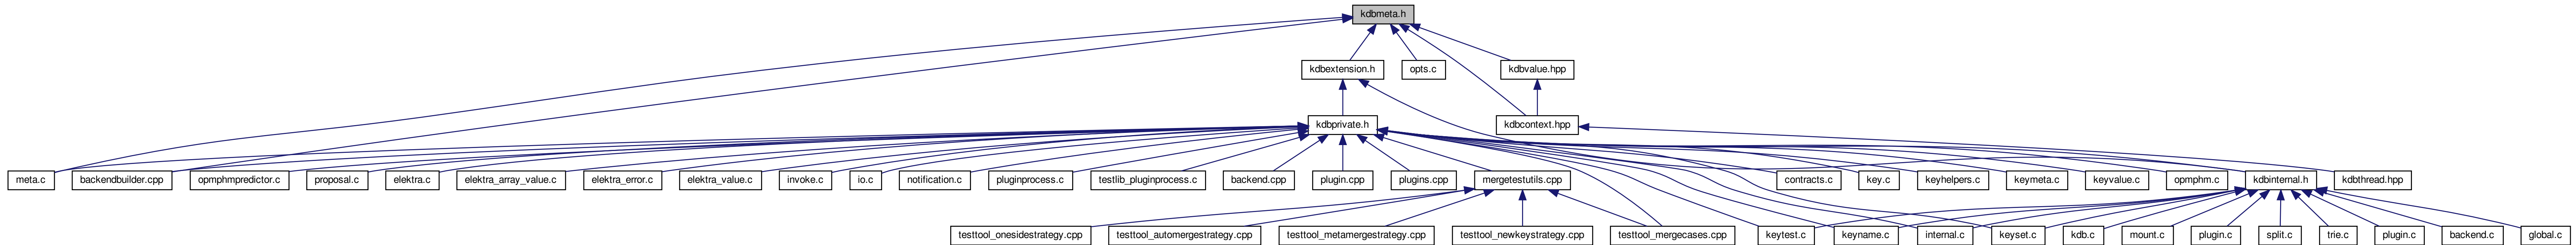 kdbmeta.h
kdbextension.h
opts.c
kdbvalue.hpp
kdbprivate.h
kdbcontext.hpp
meta.c
backendbuilder.cpp
opmphmpredictor.c
proposal.c
elektra.c
elektra_array_value.c
elektra_error.c
elektra_value.c
invoke.c
io.c
notification.c
pluginprocess.c
testlib_pluginprocess.c
backend.cpp
plugin.cpp
plugins.cpp
mergetestutils.cpp
contracts.c
key.c
keyhelpers.c
keymeta.c
keyvalue.c
opmphm.c
kdbinternal.h
kdbthread.hpp
testtool_onesidestrategy.cpp
testtool_automergestrategy.cpp
testtool_metamergestrategy.cpp
testtool_newkeystrategy.cpp
testtool_mergecases.cpp
keytest.c
keyname.c
internal.c
keyset.c
kdb.c
mount.c
plugin.c
split.c
trie.c
plugin.c
backend.c
global.c